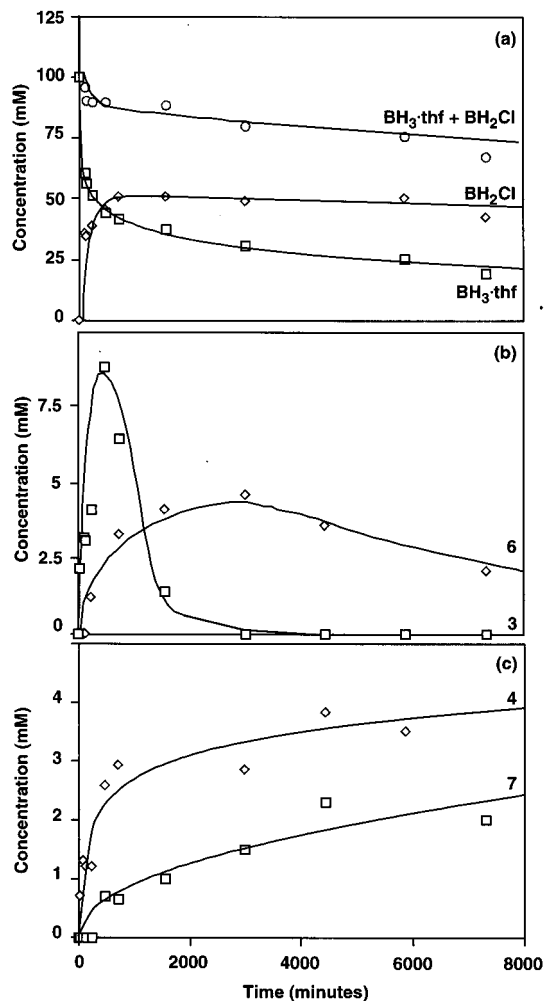 125
(a)
100
BH₃·thf + BH₂Cl
75
Concentration (mM)
50
BH₂Cl
25
BH₃·thf
0
(b)
7.5
Concentration (mM)
5
6
2.5
0
3
(c)
4
4
3
7
Concentration (mM)
2
1
0
0
2000
4000
6000
8000
Time (minutes)